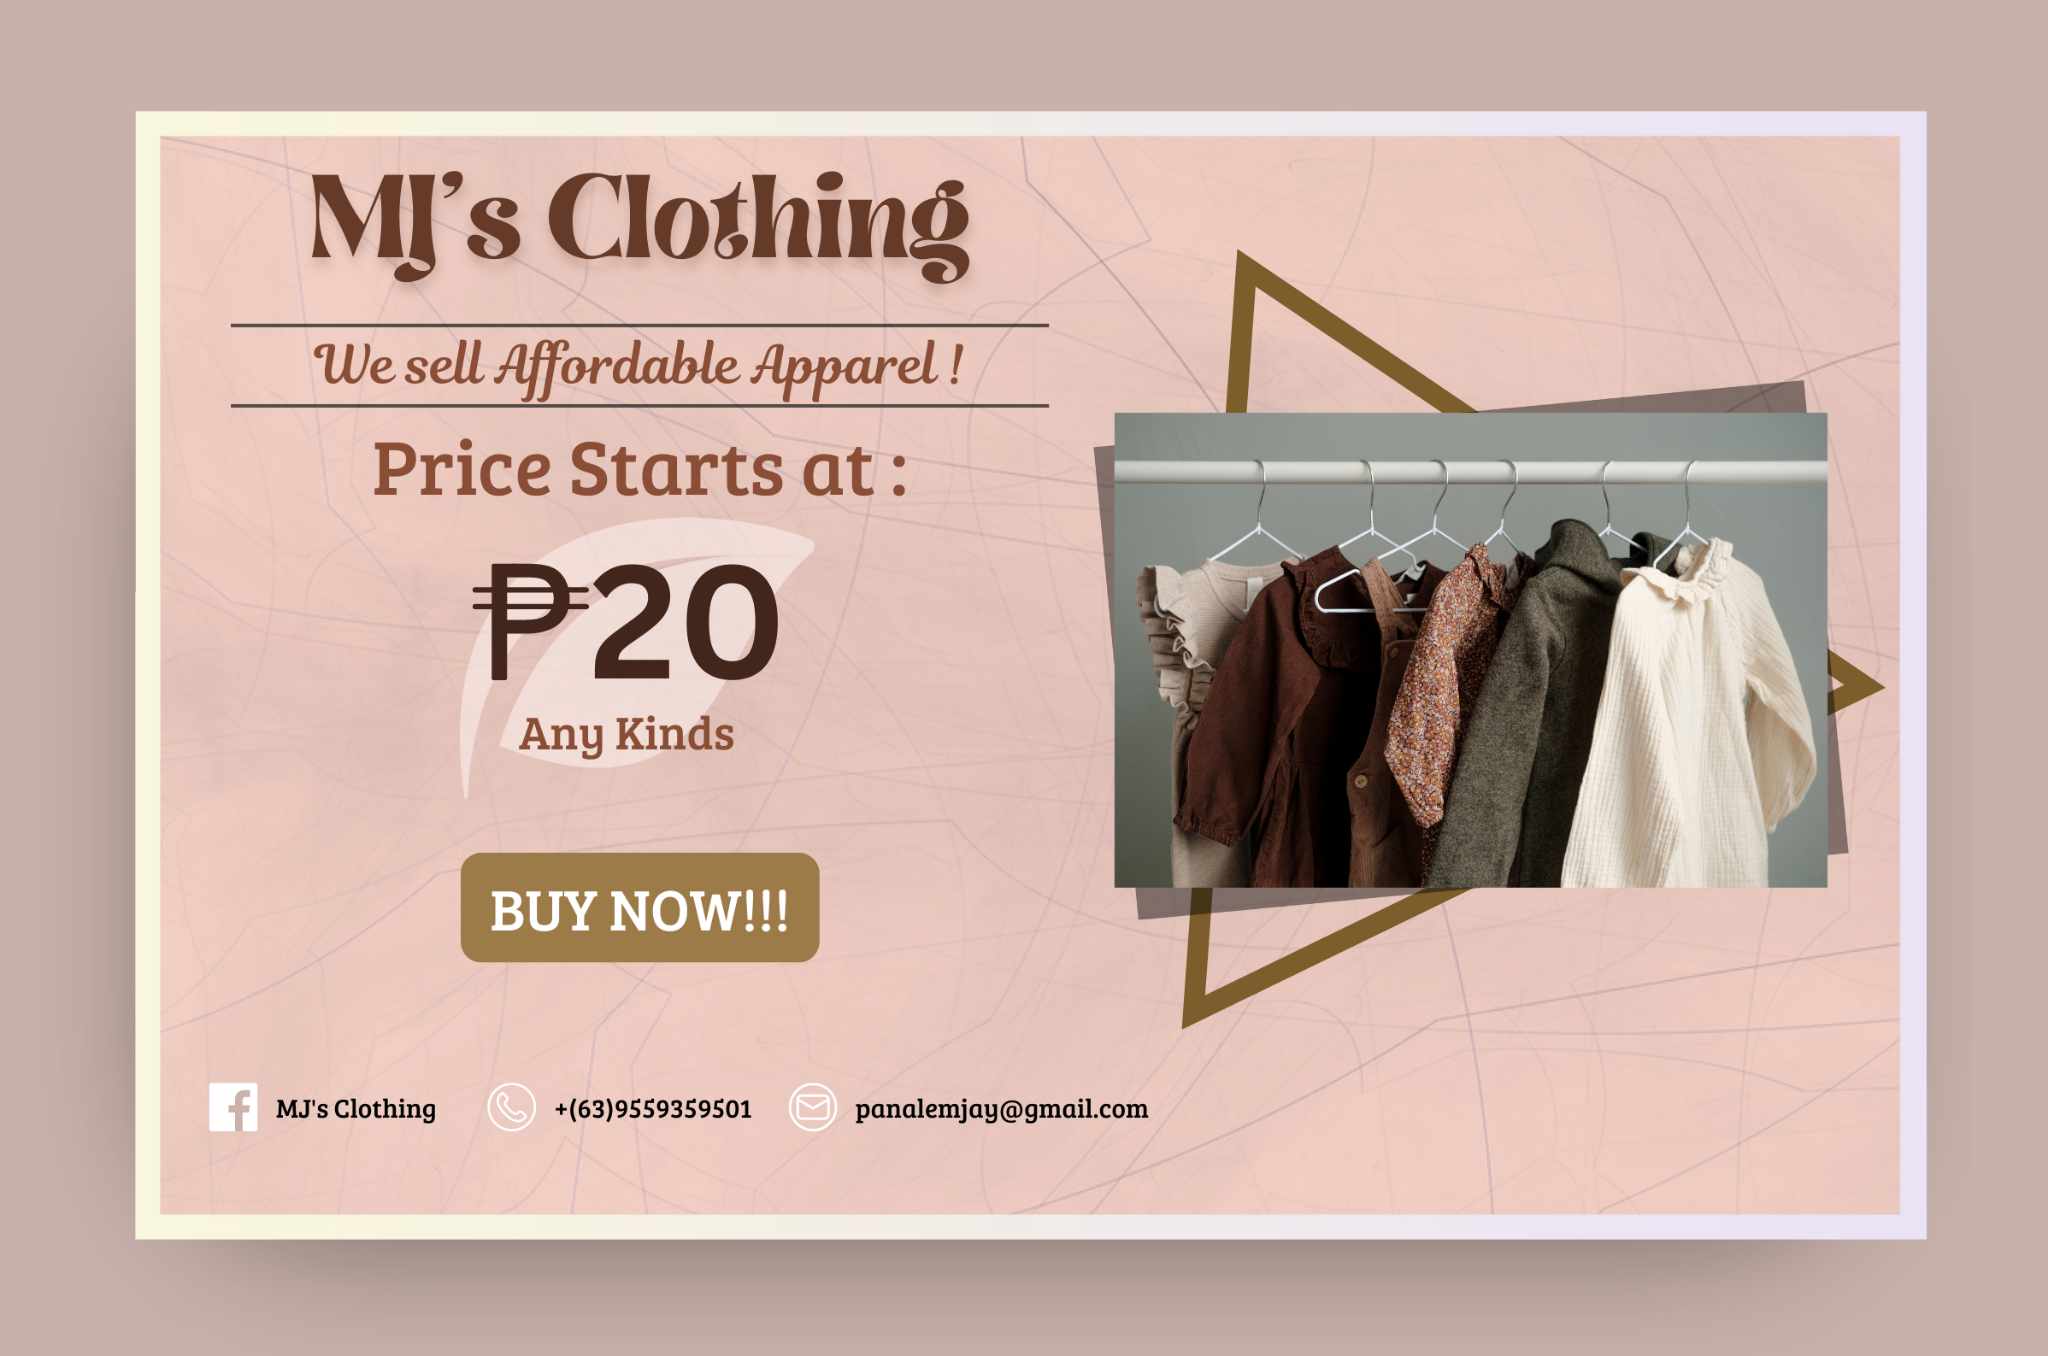 MJ's Clothing
We sell Affordable Apparel !
Price Starts at :
₱20
Any Kinds
BUY NOW!!!
MJ's Clothing
+(63)9559359501
panalemjay@gmail.com